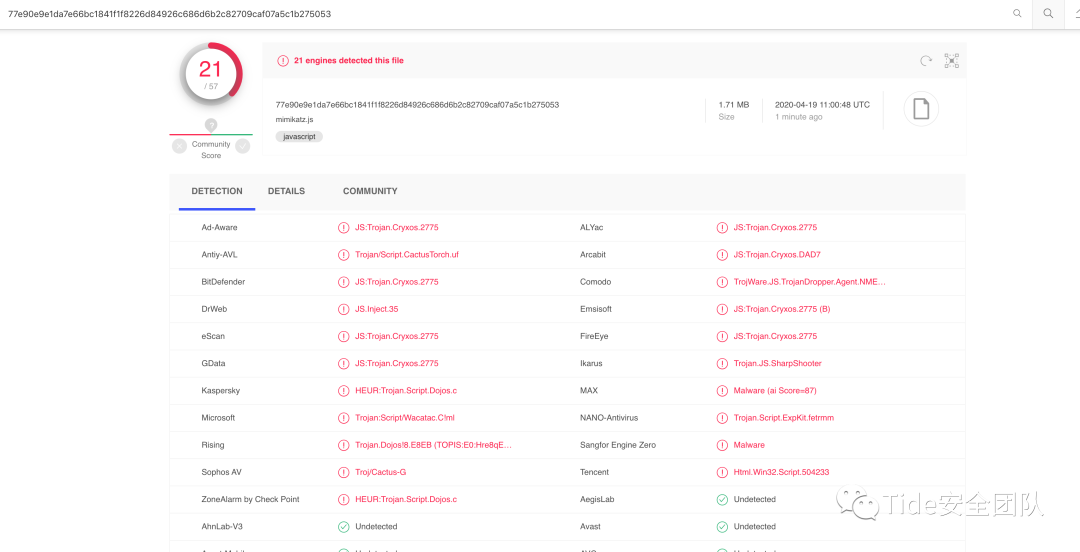 77e90e9e1da7e66bc1841f1f8226d84926c686d6b2c82709caf07a5c1b275053
21
/ 57
21 engines detected this file
?
Community
Score
77e90e9e1da7e66bc1841f1f8226d84926c686d6b2c82709caf07a5c1b275053
mimikatz.js
javascript
1.71 MB
Size
2020-04-19 11:00:48 UTC
1 minute ago
DETECTION DETAILS COMMUNITY
Ad-Aware JS:Trojan.Cryxos.2775 ALYac JS:Trojan.Cryxos.2775
Antiy-AVL Trojan/Script.CactusTorch.uf Arcabit JS:Trojan.Cryxos.DAD7
BitDefender JS:Trojan.Cryxos.2775 Comodo TrojWare.JS.TrojanDropper.Agent.NME…
DrWeb JS.Inject.35 Emsisoft JS:Trojan.Cryxos.2775 (B)
eScan JS:Trojan.Cryxos.2775 FireEye JS:Trojan.Cryxos.2775
GData JS:Trojan.Cryxos.2775 Ikarus Trojan.JS.SharpShooter
Kaspersky HEUR:Trojan.Script.Dojos.c MAX Malware (ai Score=87)
Microsoft Trojan:Script/Wacatac.C!ml NANO-Antivirus Trojan.Script.ExpKit.fetrmm
Rising Trojan.Dojos!8.E8EB (TOPIS:E0:Hre8qE… Sangfor Engine Zero Malware
Sophos AV Troj/Cactus-G Tencent Html.Win32.Script.504233
ZoneAlarm by Check Point HEUR:Trojan.Script.Dojos.c AegisLab Undetected
AhnLab-V3 Undetected Avast Undetected
Tide安全团队